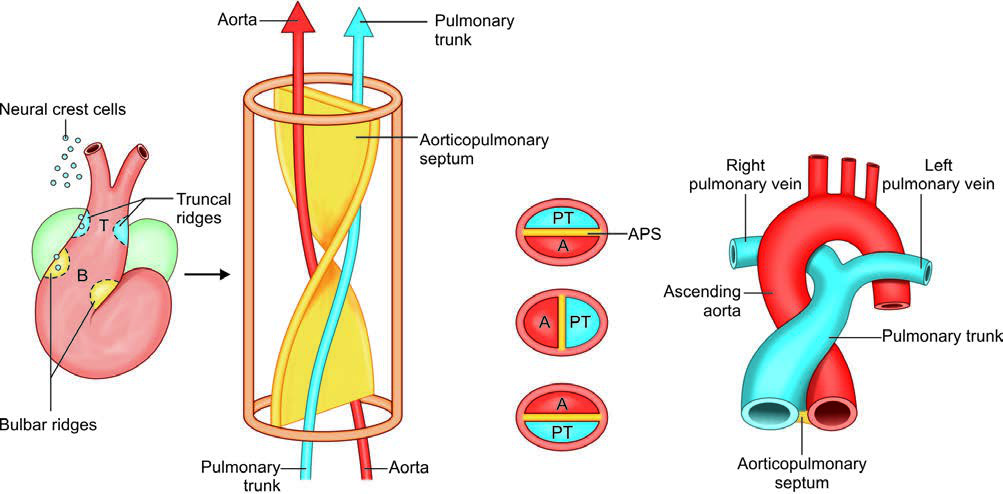 Neural crest cells
Truncal
ridges
T
B
Bulbar ridges
Aorta
Pulmonary
trunk
Aorticopulmonary
septum
Pulmonary
trunk
Aorta
PT
A
APS
A
PT
A
PT
Right
pulmonary vein
Left
pulmonary vein
Ascending
aorta
Pulmonary trunk
Aorticopulmonary
septum